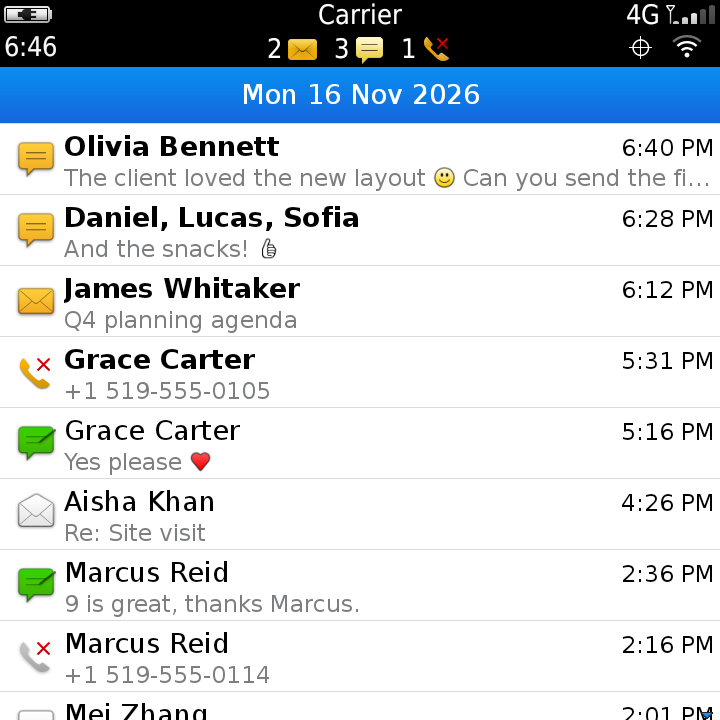 Carrier
4G
6:46
2 3 1
Mon 16 Nov 2026
Olivia Bennett 6:40 PM
The client loved the new layout 🙂 Can you send the fi...
Daniel, Lucas, Sofia 6:28 PM
And the snacks! 👍
James Whitaker 6:12 PM
Q4 planning agenda
Grace Carter 5:31 PM
+1 519-555-0105
Grace Carter 5:16 PM
Yes please ❤
Aisha Khan 4:26 PM
Re: Site visit
Marcus Reid 2:36 PM
9 is great, thanks Marcus.
Marcus Reid 2:16 PM
+1 519-555-0114
Mei Zhang 2:01 PM